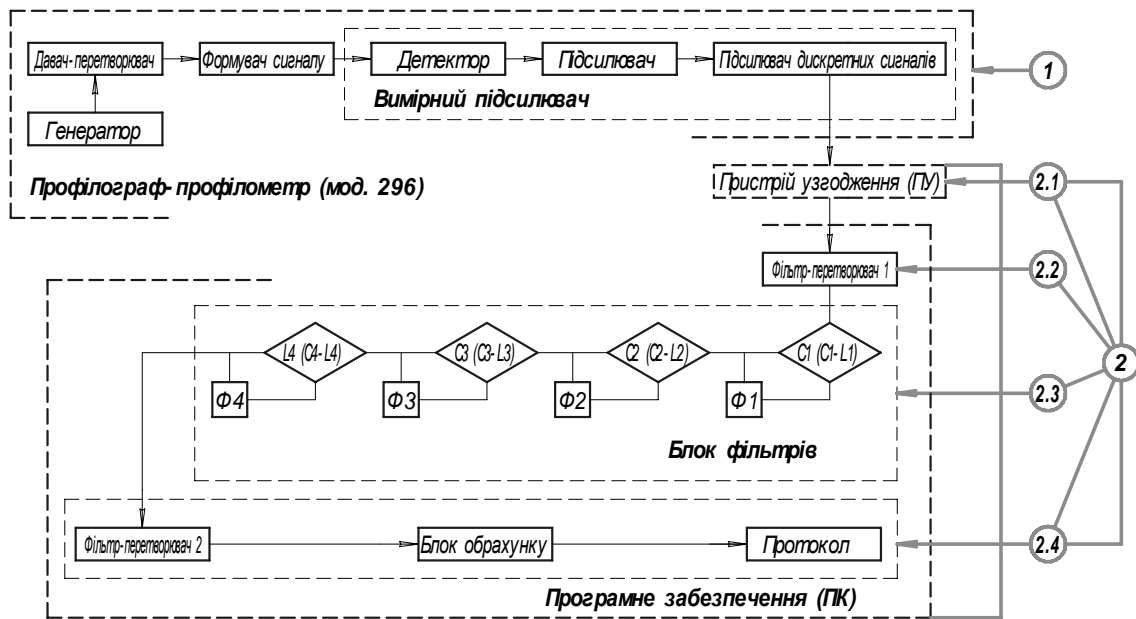 Давач-перетворювач
Формувач сигналу
Детектор
Підсилювач
Підсилювач дискретних сигналів
1
Вимірний підсилювач
Генератор
Профілограф-профілометр (мод. 296)
Пристрій узгодження (ПУ)
2.1
Фільтр-перетворювач 1
2.2
L4 (C4-L4)
C3 (C3-L3)
C2 (C2-L2)
C1 (C1-L1)
2
Ф4
Ф3
Ф2
Ф1
2.3
Блок фільтрів
Фільтр-перетворювач 2
Блок обрахунку
Протокол
2.4
Програмне забезпечення (ПК)